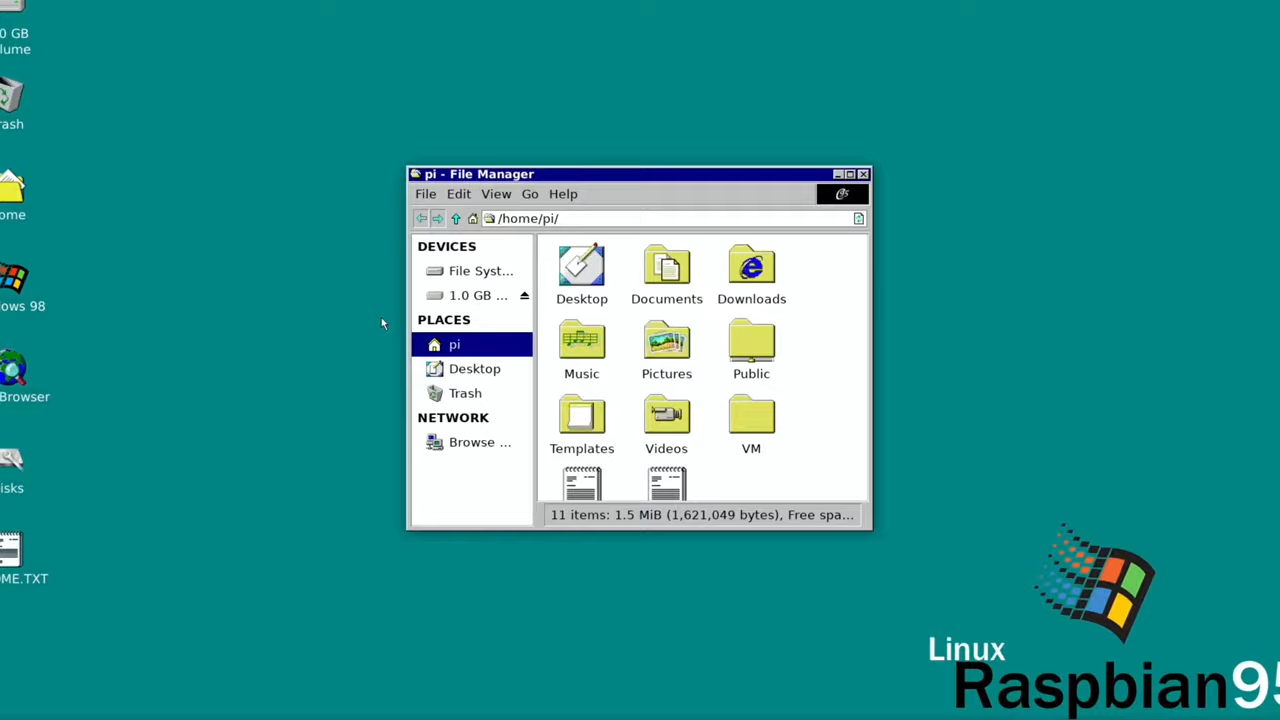 0 GB
lume
rash
ome
ows 98
Browser
isks
OME.TXT
pi - File Manager
File Edit View Go Help
/home/pi/
DEVICES
File Syst...
1.0 GB ...
PLACES
pi
Desktop
Trash
NETWORK
Browse ...
Desktop Documents Downloads
Music Pictures Public
Templates Videos VM
11 items: 1.5 MiB (1,621,049 bytes), Free spa...
Linux
Raspbian95